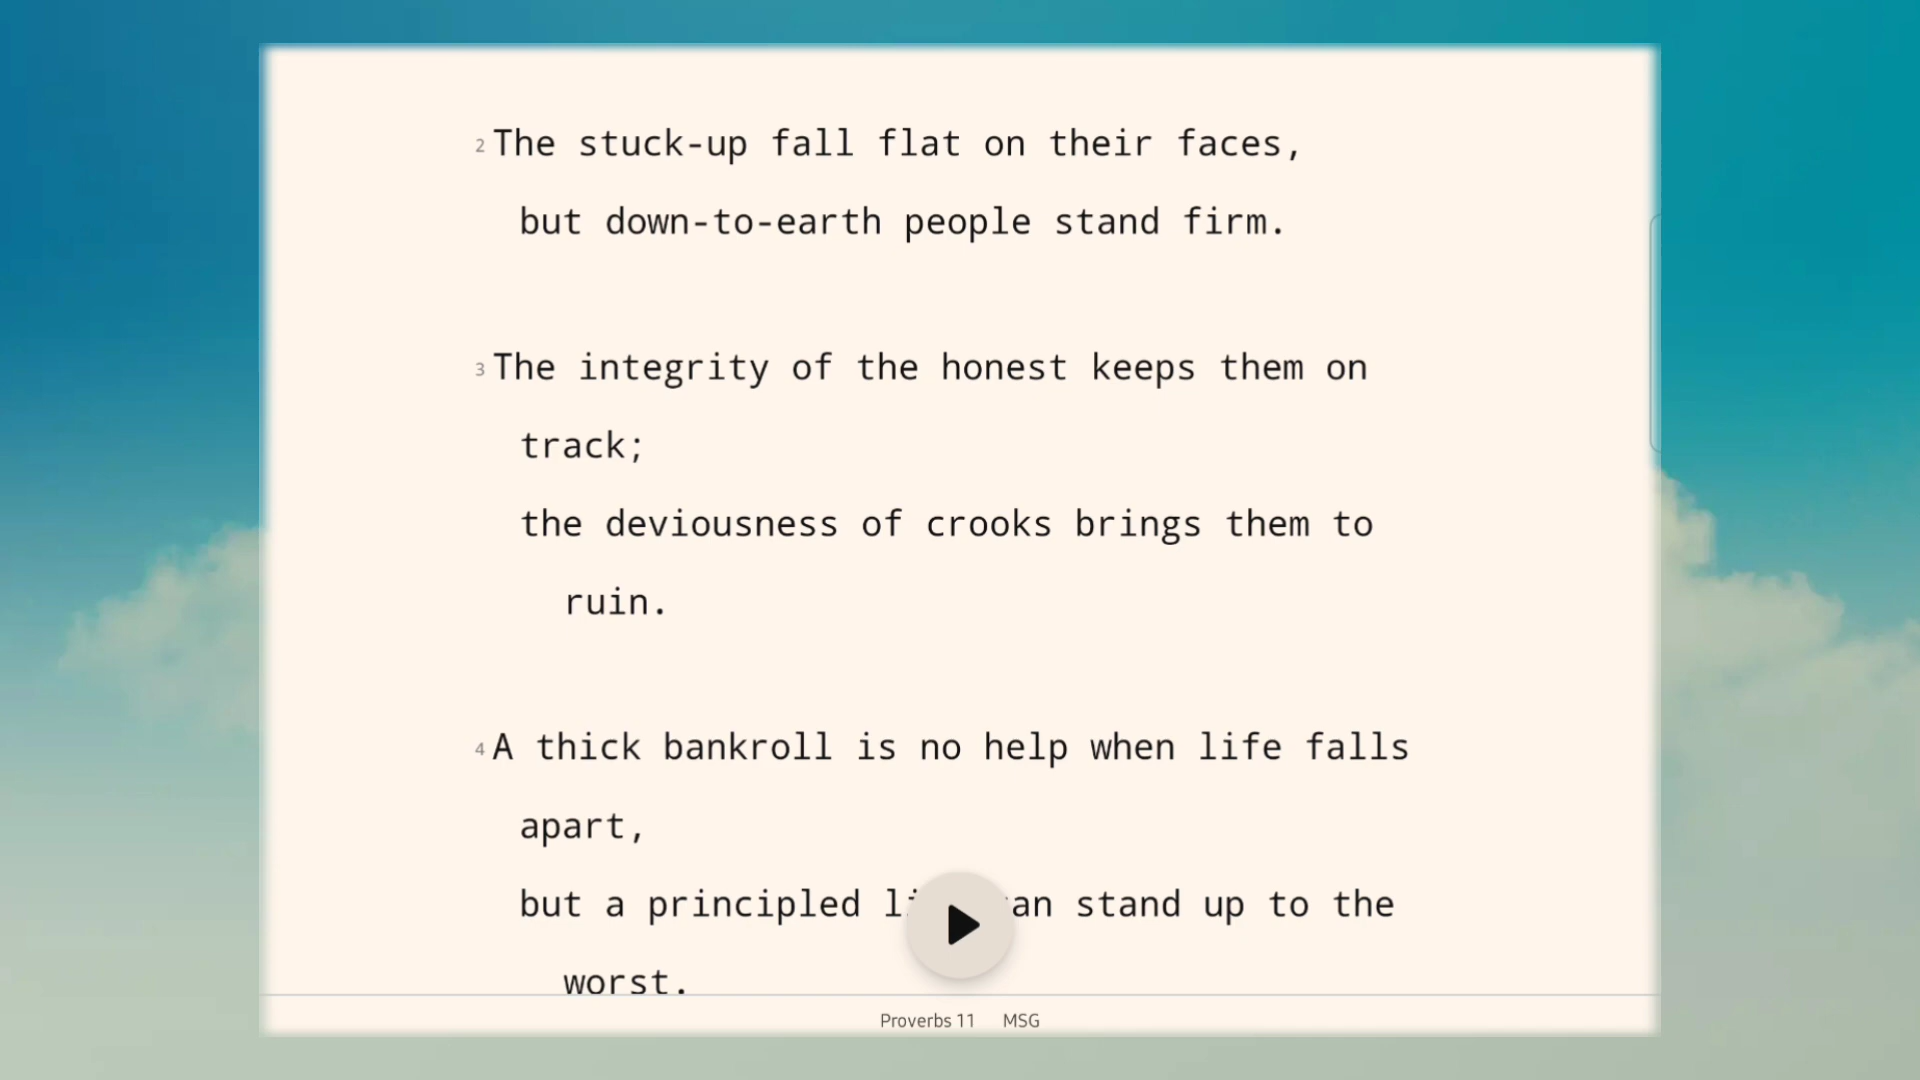 2 The stuck-up fall flat on their faces,
but down-to-earth people stand firm.
3 The integrity of the honest keeps them on
track;
the deviousness of crooks brings them to
ruin.
4 A thick bankroll is no help when life falls
apart,
but a principled an stand up to the
worst.
Proverbs 11 MSG